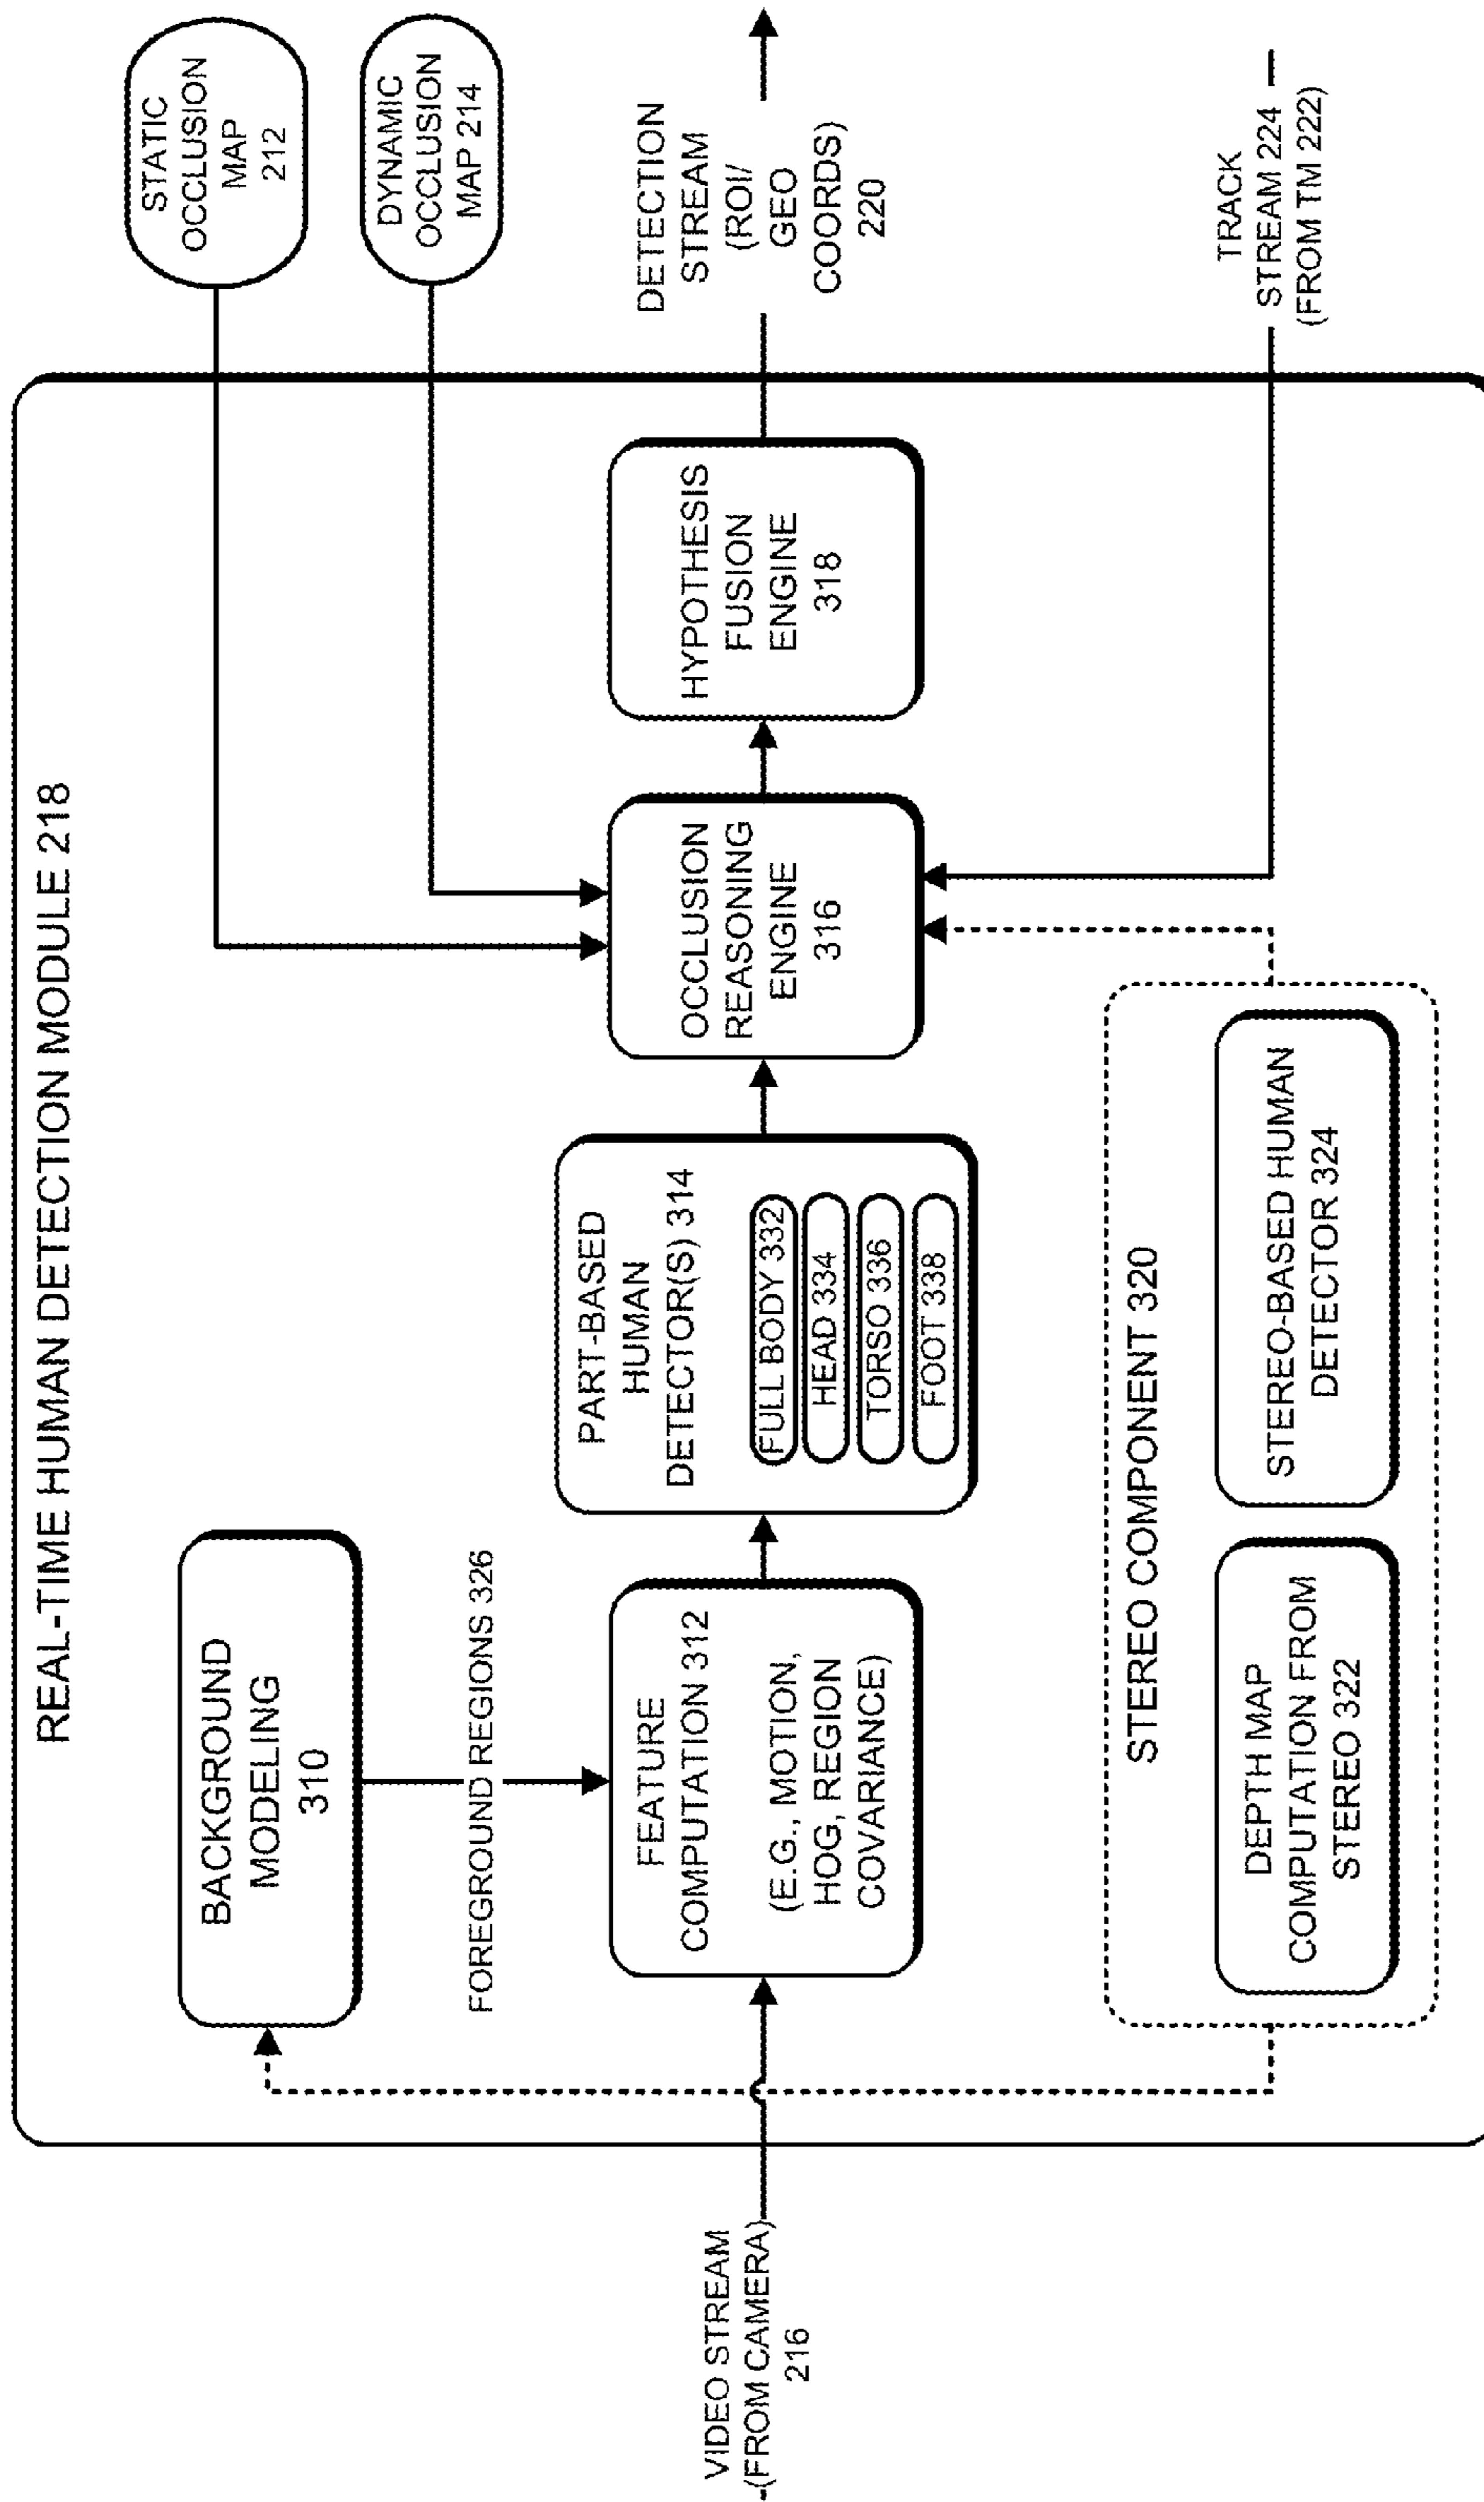 REAL-TIME HUMAN DETECTION MODULE 218
STATIC
OCCLUSION
MAP
212
DYNAMIC
OCCLUSION
MAP 214
BACKGROUND
MODELING
310
FOREGROUND REGIONS 326
VIDEO STREAM
(FROM CAMERA)
216
FEATURE
COMPUTATION 312
(E.G., MOTION,
HOG, REGION
COVARIANCE)
PART-BASED
HUMAN
DETECTOR(S) 314
FULL BODY 332
HEAD 334
TORSO 336
FOOT 338
OCCLUSION
REASONING
ENGINE
316
HYPOTHESIS
FUSION
ENGINE
318
DETECTION
STREAM
(ROI/
GEO
COORDS)
220
STEREO COMPONENT 320
DEPTH MAP
COMPUTATION FROM
STEREO 322
STEREO-BASED HUMAN
DETECTOR 324
TRACK
STREAM 224
(FROM TM 222)